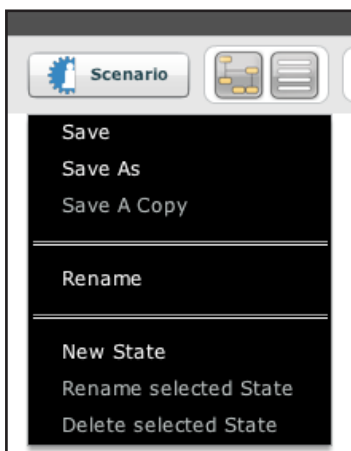 Scenario
Save
Save As
Save A Copy
Rename
New State
Rename selected State
Delete selected State